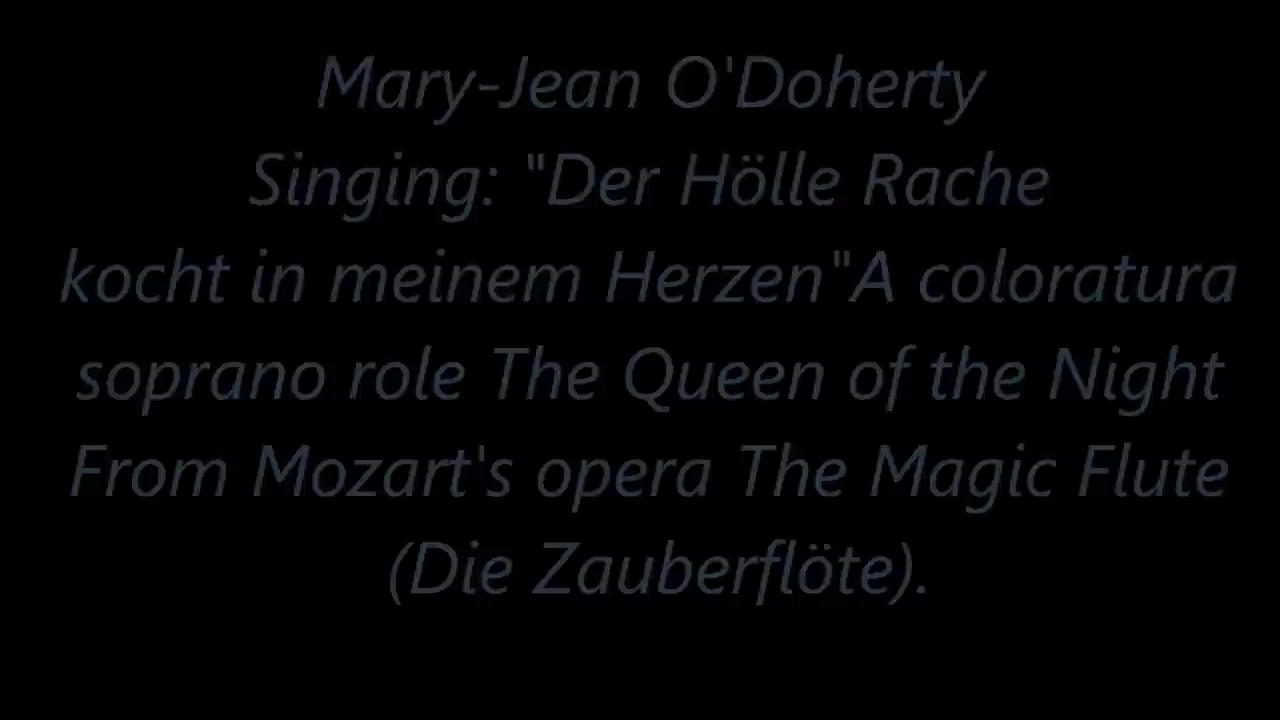 Mary-Jean O'Doherty
Singing: "Der Hölle Rache
kocht in meinem Herzen"A coloratura
soprano role The Queen of the Night
From Mozart's opera The Magic Flute
(Die Zauberflöte).